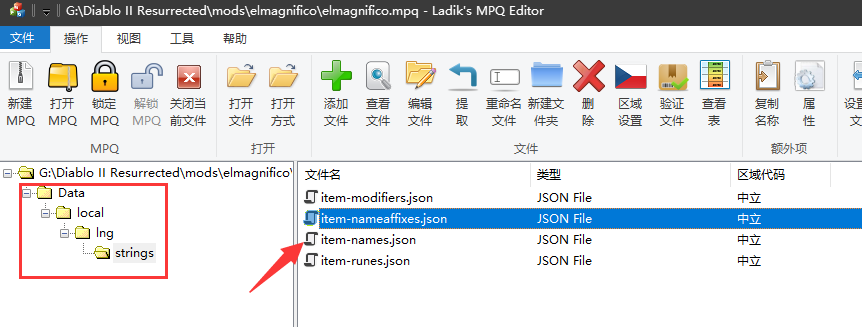 G:\Diablo II Resurrected\mods\elmagnifico\elmagnifico.mpq - Ladik's MPQ Editor
文件 操作 视图 工具 帮助
新建 MPQ
打开 MPQ
锁定 MPQ
解锁 MPQ
关闭当前文件
打开文件
打开方式
添加文件
查看文件
编辑文件
提取
重命名文件
新建文件夹
删除
区域设置
验证文件
查看表
复制名称
属性
MPQ 打开 文件 额外项
G:\Diablo II Resurrected\mods\elmagnifico\
Data
local
lng
strings
文件名 类型 区域代码
item-modifiers.json JSON File 中立
item-nameaffixes.json JSON File 中立
item-names.json JSON File 中立
item-runes.json JSON File 中立